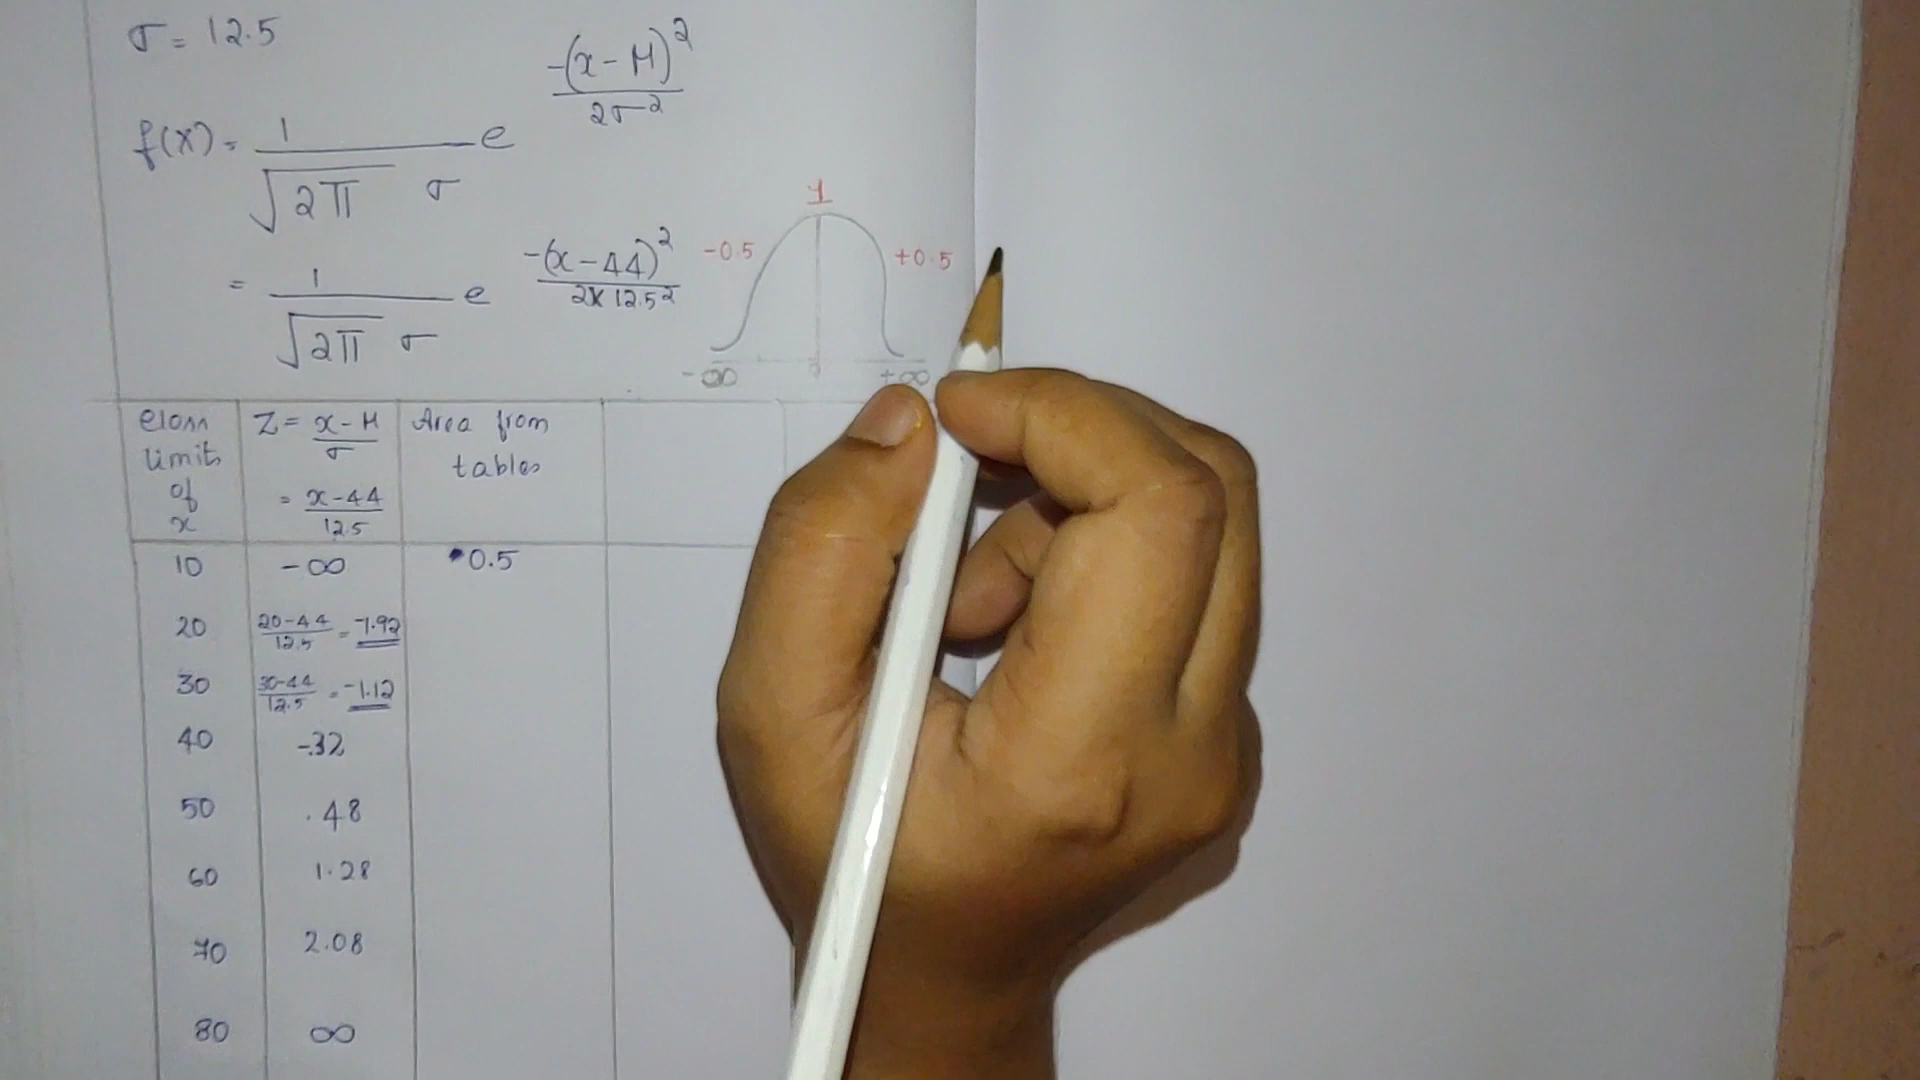 σ = 12.5
f(x) = 1/(√2π σ) e -(x-μ)²/2σ²
= 1/(√2π σ) e -(x-44)²/2×12.5²
1
-0.5 +0.5
-∞ +∞
class limits of x
Z = x-μ/σ
= x-44/12.5
Area from tables
10 -∞ 0.5
20 20-44/12.5 = -1.92
30 30-44/12.5 = -1.12
40 -.32
50 .48
60 1.28
70 2.08
80 ∞